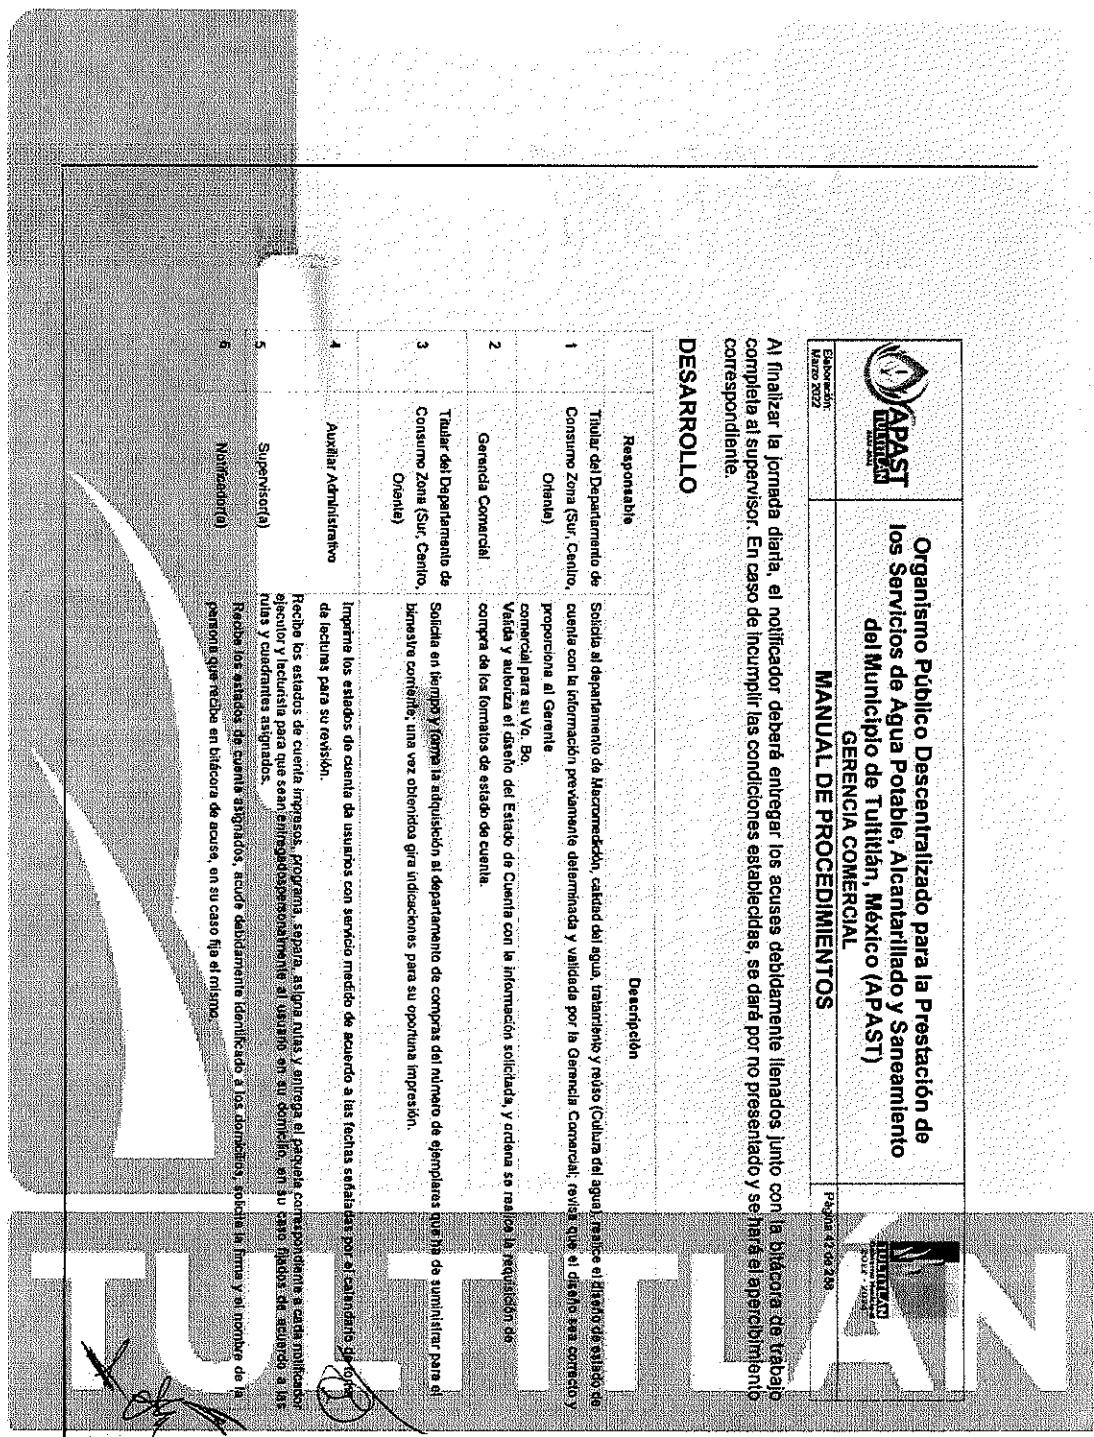 APAST
TULTITLÁN
Organismo Público Descentralizado para la Prestación de
los Servicios de Agua Potable, Alcantarillado y Saneamiento
del Municipio de Tultitlán, México (APAST)
GERENCIA COMERCIAL
MANUAL DE PROCEDIMIENTOS
Elaboración:
Marzo 2022
TULTITLÁN
Página 42 de 288
Al finalizar la jornada diaria, el notificador deberá entregar los acuses debidamente llenados junto con la bitácora de trabajo
completa al supervisor. En caso de incumplir las condiciones establecidas, se dará por no presentado y se hará el apercibimiento
correspondiente.
DESARROLLO
Responsable Descripción
1
Titular del Departamento de
Consumo Zona (Sur, Centro,
Oriente)
Solicita al departamento de Macromedición, calidad del agua, tratamiento y reúso (Cultura del agua); realice el diseño de estado de
cuenta con la información previamente determinada y validada por la Gerencia Comercial; revisa que el diseño sea correcto y
proporciona al Gerente
comercial para su Vo. Bo.
2
Gerencia Comercial
Valida y autoriza el diseño del Estado de Cuenta con la información solicitada, y ordena se realice la requisición de
compra de los formatos de estado de cuenta.
3
Titular del Departamento de
Consumo Zona (Sur, Centro,
Oriente)
Solicita en tiempo y forma la adquisición al departamento de compras del número de ejemplares que ha de suministrar para el
bimestre corriente; una vez obtenidos gira indicaciones para su oportuna impresión.
4
Auxiliar Administrativo
Imprime los estados de cuenta da usuarios con servicio medido de acuerdo a las fechas señaladas por el calendario de toma
de lecturas para su revisión.
5
Supervisor(a)
Recibe los estados de cuenta impresos, programa, separa, asigna rutas y entrega el paquete correspondiente a cada notificador
ejecutor y lecturista para que sean entregados personalmente al usuario en su domicilio, en su caso fijados de acuerdo a las
rutas y cuadrantes asignados.
6
Notificador(a)
Recibe los estados de cuenta asignados, acude debidamente identificado a los domicilios, solicita la firma y el nombre de la
persona que recibe en bitácora de acuse, en su caso fija el mismo.
TULTITLÁN